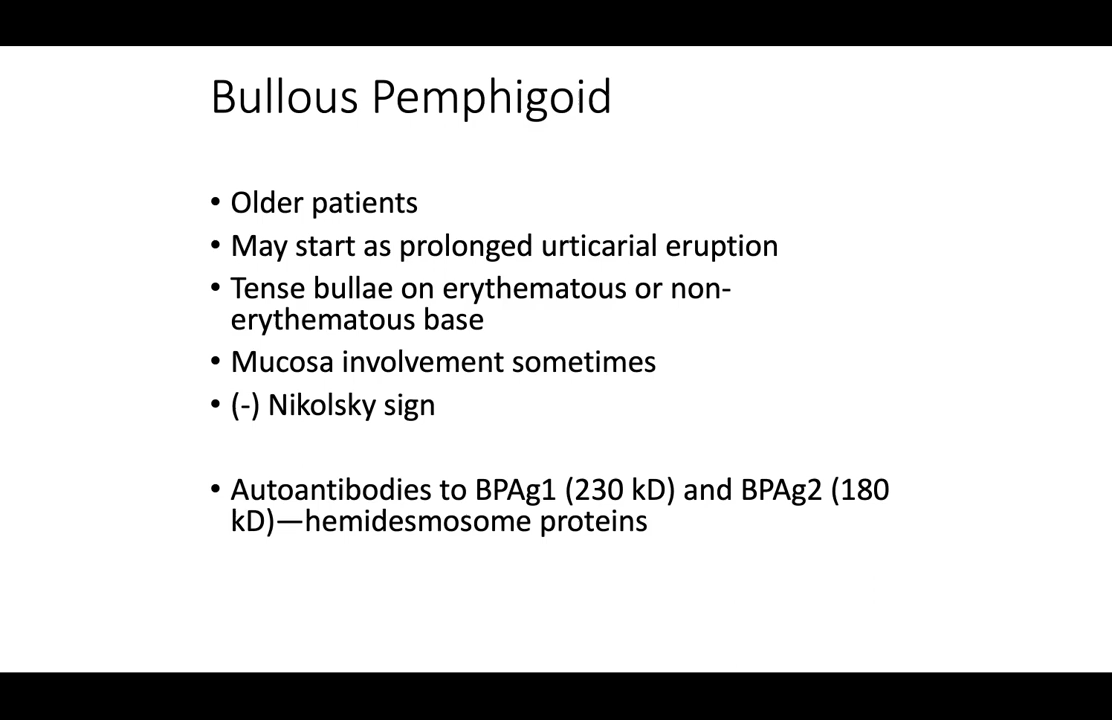 Bullous Pemphigoid
• Older patients
• May start as prolonged urticarial eruption
• Tense bullae on erythematous or non-
erythematous base
• Mucosa involvement sometimes
• (-) Nikolsky sign
• Autoantibodies to BPAg1 (230 kD) and BPAg2 (180
kD)—hemidesmosome proteins